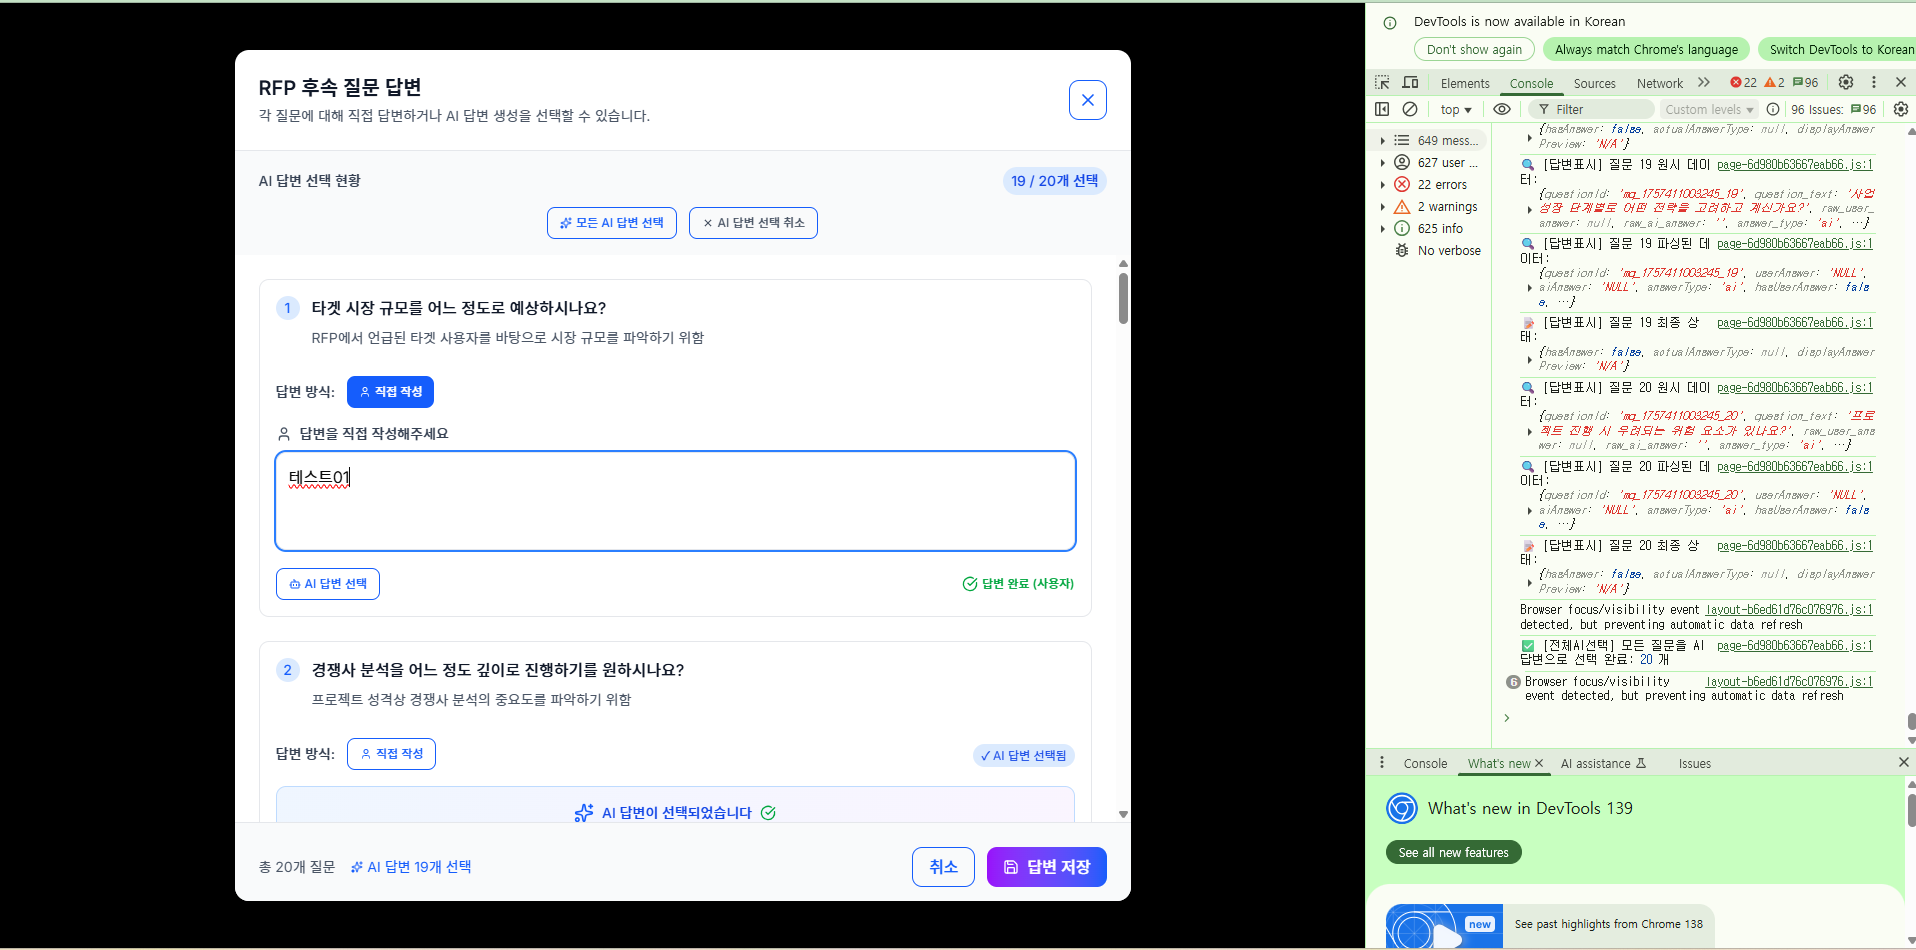 RFP 후속 질문 답변
각 질문에 대해 직접 답변하거나 AI 답변 생성을 선택할 수 있습니다.
AI 답변 선택 현황
19 / 20개 선택
모든 AI 답변 선택
AI 답변 선택 취소
1
타겟 시장 규모를 어느 정도로 예상하시나요?
RFP에서 언급된 타겟 사용자를 바탕으로 시장 규모를 파악하기 위함
답변 방식:
직접 작성
답변을 직접 작성해주세요
테스트01
AI 답변 선택
답변 완료 (사용자)
2
경쟁사 분석을 어느 정도 깊이로 진행하기를 원하시나요?
프로젝트 성격상 경쟁사 분석의 중요도를 파악하기 위함
답변 방식:
직접 작성
✓ AI 답변 선택됨
AI 답변이 선택되었습니다
총 20개 질문
AI 답변 19개 선택
취소
답변 저장
DevTools is now available in Korean
Don't show again
Always match Chrome's language
Switch DevTools to Korean
Elements
Console
Sources
Network
22
2
96
top
Filter
Custom levels
96 Issues:
96
649 mess...
627 user ...
22 errors
2 warnings
625 info
No verbose
{hasAnswer: false, actualAnswerType: null, displayAnswer
Preview: 'N/A'}
[답변표시] 질문 19 원시 데이 page-6d980b63667eab66.js:1
터:
{questionId: 'mq_1757411003245_19', question_text: '사업
성장 단계별로 어떤 전략을 고려하고 계신가요?', raw_user_
answer: null, raw_ai_answer: '', answer_type: 'ai', …}
[답변표시] 질문 19 파싱된 데 page-6d980b63667eab66.js:1
이터:
{questionId: 'mq_1757411003245_19', userAnswer: 'NULL',
aiAnswer: 'NULL', answerType: 'ai', hasUserAnswer: fals
e, …}
[답변표시] 질문 19 최종 상 page-6d980b63667eab66.js:1
태:
{hasAnswer: false, actualAnswerType: null, displayAnswer
Preview: 'N/A'}
[답변표시] 질문 20 원시 데이 page-6d980b63667eab66.js:1
터:
{questionId: 'mq_1757411003245_20', question_text: '프로
젝트 진행 시 우려되는 위험 요소가 있나요?', raw_user_ans
wer: null, raw_ai_answer: '', answer_type: 'ai', …}
[답변표시] 질문 20 파싱된 데 page-6d980b63667eab66.js:1
이터:
{questionId: 'mq_1757411003245_20', userAnswer: 'NULL',
aiAnswer: 'NULL', answerType: 'ai', hasUserAnswer: fals
e, …}
[답변표시] 질문 20 최종 상 page-6d980b63667eab66.js:1
태:
{hasAnswer: false, actualAnswerType: null, displayAnswer
Preview: 'N/A'}
Browser focus/visibility event layout-b6ed61d76c076976.js:1
detected, but preventing automatic data refresh
[전체AI선택] 모든 질문을 AI page-6d980b63667eab66.js:1
답변으로 선택 완료: 20 개
6
Browser focus/visibility layout-b6ed61d76c076976.js:1
event detected, but preventing automatic data refresh
Console
What's new
AI assistance
Issues
What's new in DevTools 139
See all new features
new
See past highlights from Chrome 138